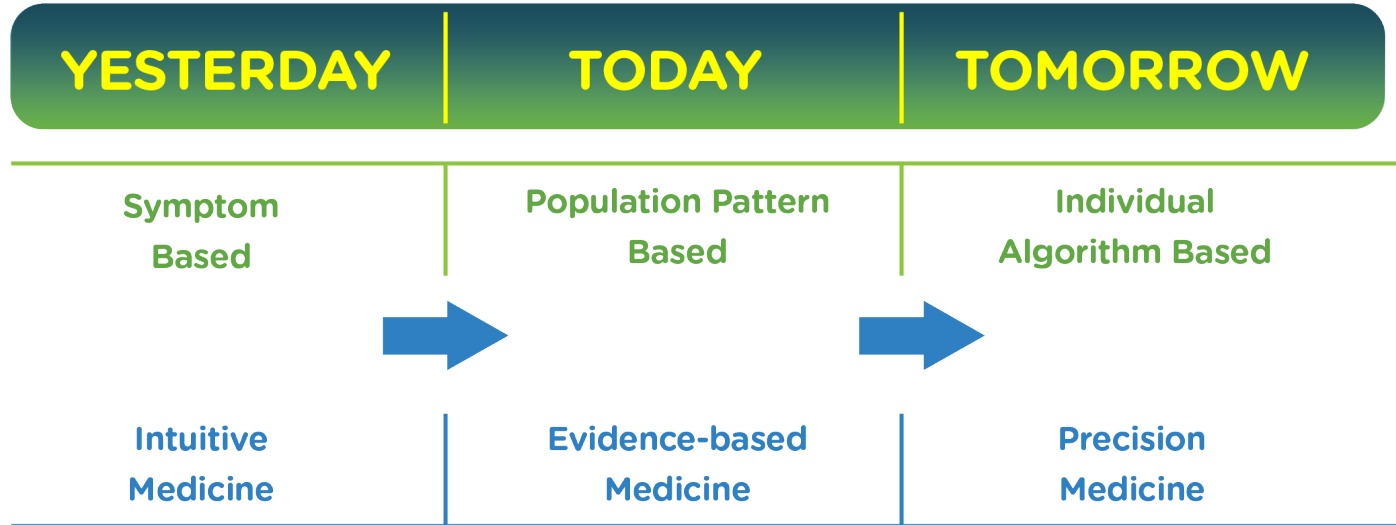 YESTERDAY
TODAY
TOMORROW
Symptom
Based
Population Pattern
Based
Individual
Algorithm Based
Intuitive
Medicine
Evidence-based
Medicine
Precision
Medicine